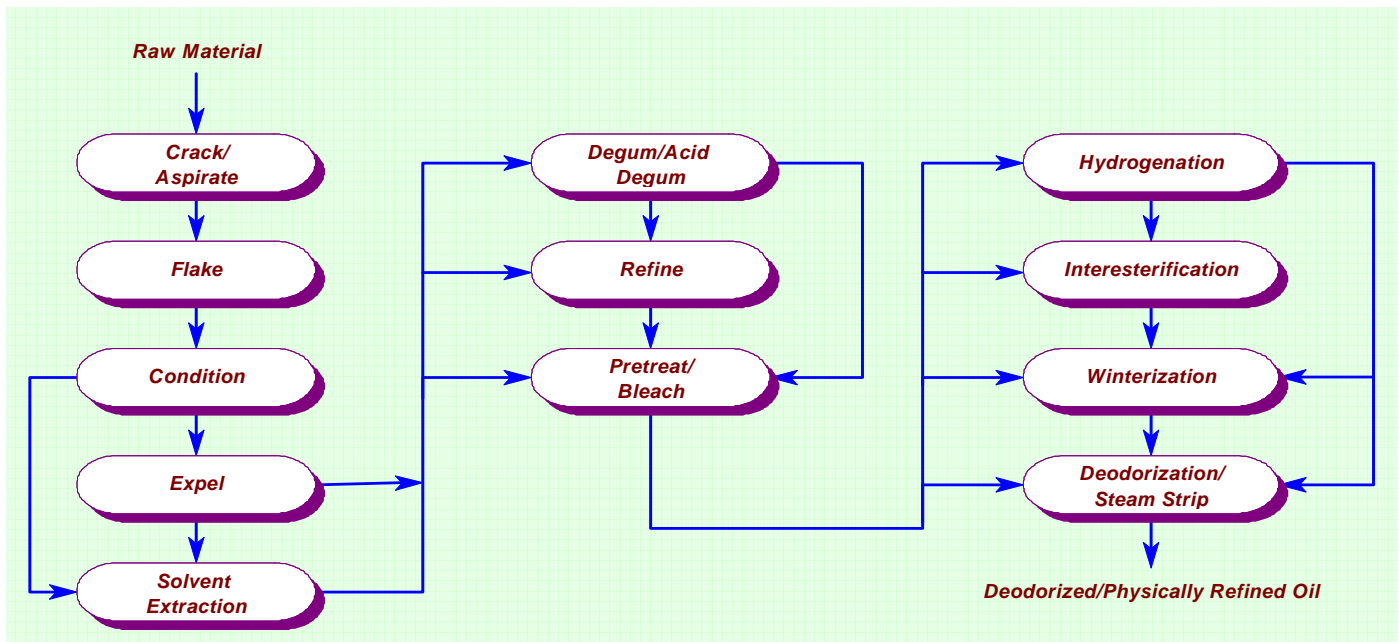 Raw Material
Crack/
Aspirate
Flake
Condition
Expel
Solvent
Extraction
Degum/Acid
Degum
Refine
Pretreat/
Bleach
Hydrogenation
Interesterification
Winterization
Deodorization/
Steam Strip
Deodorized/Physically Refined Oil